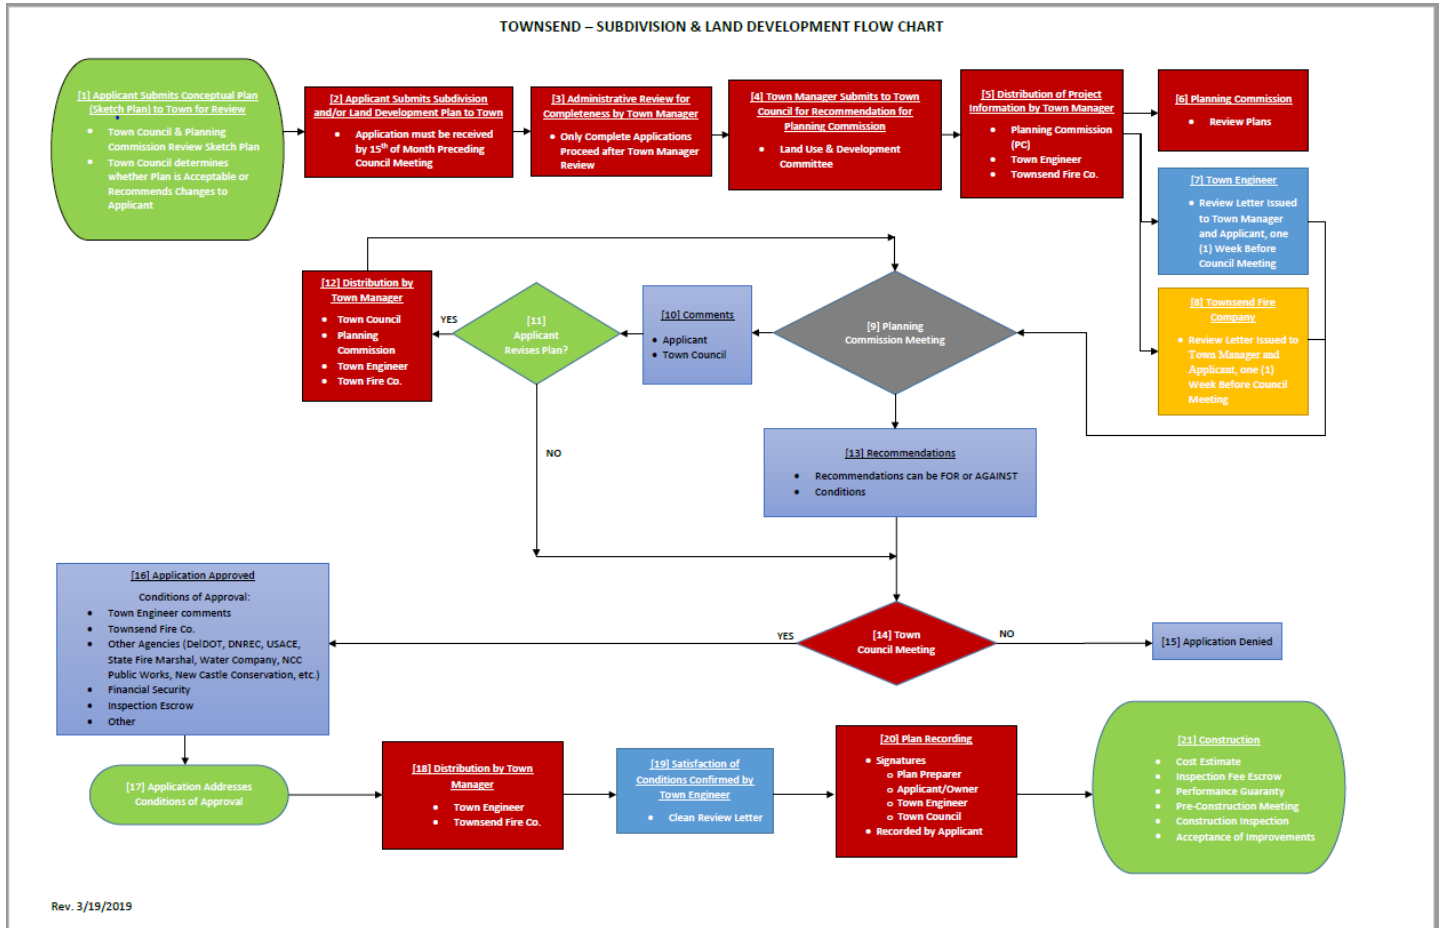 TOWNSEND – SUBDIVISION & LAND DEVELOPMENT FLOW CHART
[1] Applicant Submits Conceptual Plan
(Sketch Plan) to Town for Review
• Town Council & Planning
Commission Review Sketch Plan
• Town Council determines
whether Plan is Acceptable or
Recommends Changes to
Applicant
[2] Applicant Submits Subdivision
and/or Land Development Plan to Town
• Application must be received
by 15th of Month Preceding
Council Meeting
[3] Administrative Review for
Completeness by Town Manager
• Only Complete Applications
Proceed after Town Manager
Review
[4] Town Manager Submits to Town
Council for Recommendation for
Planning Commission
• Land Use & Development
Committee
[5] Distribution of Project
Information by Town Manager
• Planning Commission
(PC)
• Town Engineer
• Townsend Fire Co.
[6] Planning Commission
• Review Plans
[7] Town Engineer
• Review Letter Issued
to Town Manager
and Applicant, one
(1) Week Before
Council Meeting
[8] Townsend Fire
Company
• Review Letter Issued to
Town Manager and
Applicant, one (1)
Week Before Council
Meeting
[9] Planning
Commission Meeting
[10] Comments
• Applicant
• Town Council
[11]
Applicant
Revises Plan?
YES
NO
[12] Distribution by
Town Manager
• Town Council
• Planning
Commission
• Town Engineer
• Town Fire Co.
[13] Recommendations
• Recommendations can be FOR or AGAINST
• Conditions
[14] Town
Council Meeting
YES
NO
[15] Application Denied
[16] Application Approved
Conditions of Approval:
• Town Engineer comments
• Townsend Fire Co.
• Other Agencies (DelDOT, DNREC, USACE,
State Fire Marshal, Water Company, NCC
Public Works, New Castle Conservation, etc.)
• Financial Security
• Inspection Escrow
• Other
[17] Application Addresses
Conditions of Approval
[18] Distribution by Town
Manager
• Town Engineer
• Townsend Fire Co.
[19] Satisfaction of
Conditions Confirmed by
Town Engineer
• Clean Review Letter
[20] Plan Recording
• Signatures
o Plan Preparer
o Applicant/Owner
o Town Engineer
o Town Council
• Recorded by Applicant
[21] Construction
• Cost Estimate
• Inspection Fee Escrow
• Performance Guaranty
• Pre-Construction Meeting
• Construction Inspection
• Acceptance of Improvements
Rev. 3/19/2019